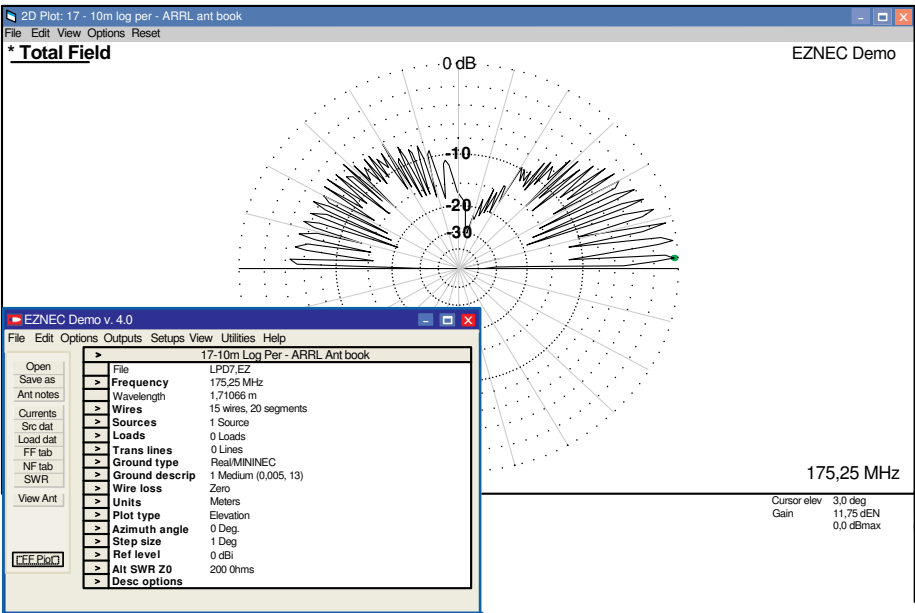 2D Plot: 17 - 10m log per - ARRL ant book
File Edit View Options Reset
* Total Field
EZNEC Demo
0 dB
-10
-20
-30
EZNEC Demo v. 4.0
File Edit Options Outputs Setups View Utilities Help
> 17-10m Log Per - ARRL Ant book
Open
Save as
Ant notes
Currents
Src dat
Load dat
FF tab
NF tab
SWR
View Ant
File LPD7,EZ
> Frequency 175,25 MHz
Wavelength 1,71066 m
> Wires 15 wires, 20 segments
> Sources 1 Source
> Loads 0 Loads
> Trans lines 0 Lines
> Ground type Real/MININEC
> Ground descrip 1 Medium (0,005, 13)
> Wire loss Zero
> Units Meters
> Plot type Elevation
> Azimuth angle 0 Deg.
> Step size 1 Deg
> Ref level 0 dBi
> Alt SWR Z0 200 0hms
> Desc options
175,25 MHz
Cursor elev 3,0 deg
Gain 11,75 dEN
0,0 dBmax